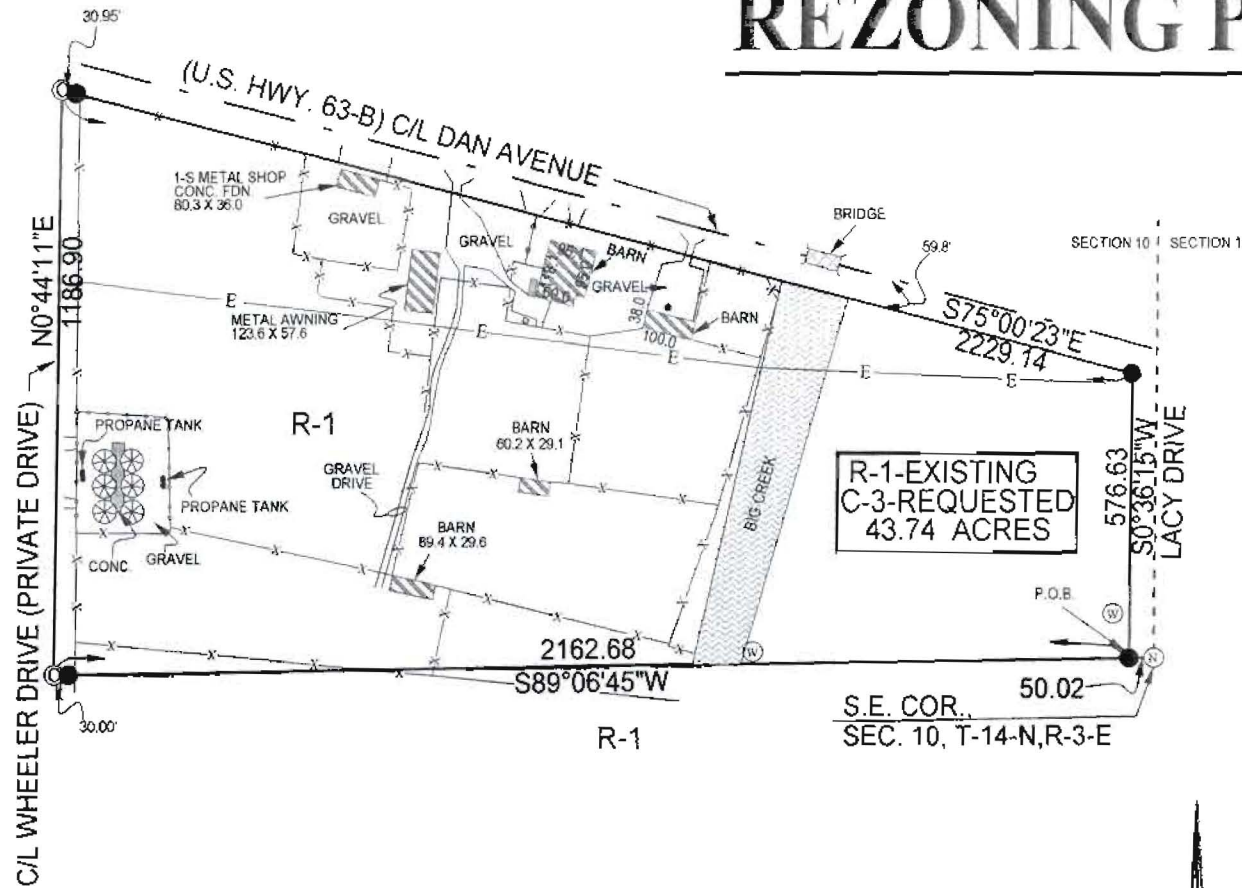 REZONING P
30.95'
(U.S. HWY. 63-B) C/L DAN AVENUE
1-S METAL SHOP
CONC. FDN
80.3 X 36.0
GRAVEL
GRAVEL
BARN
GRAVEL
BRIDGE
59.8'
SECTION 10
SECTION 1
S75°00'23"E
2229.14
N0°44'11"E
1186.90
E
METAL AWNING
123.6 X 57.6
E
38.0
100.0
BARN
E
E
E
R-1
PROPANE TANK
PROPANE TANK
CONC.
GRAVEL
GRAVEL
DRIVE
BARN
60.2 X 29.1
BARN
89.4 X 29.6
BIG CREEK
R-1-EXISTING
C-3-REQUESTED
43.74 ACRES
576.63
S0°36'15"W
LACY DRIVE
P.O.B.
W
W
N
2162.68
S89°06'45"W
50.02
S.E. COR.,
SEC. 10, T-14-N,R-3-E
30.00'
R-1
C/L WHEELER DRIVE (PRIVATE DRIVE)